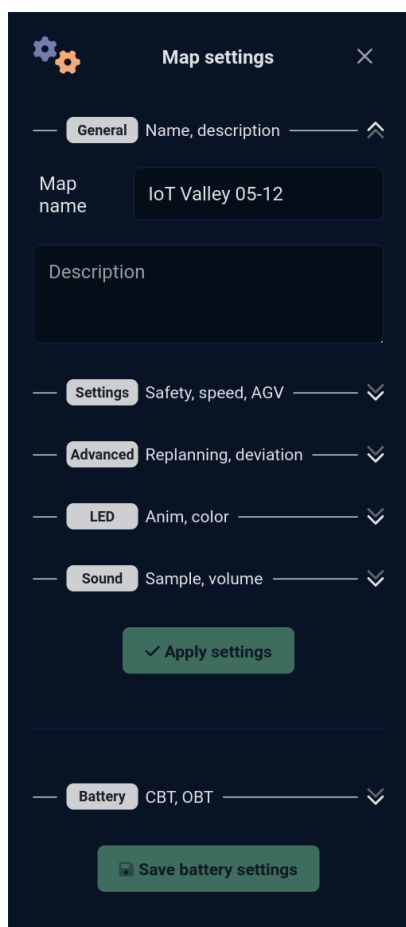 Map settings
General Name, description
Map
name
IoT Valley 05-12
Description
Settings Safety, speed, AGV
Advanced Replanning, deviation
LED Anim, color
Sound Sample, volume
Apply settings
Battery CBT, OBT
Save battery settings